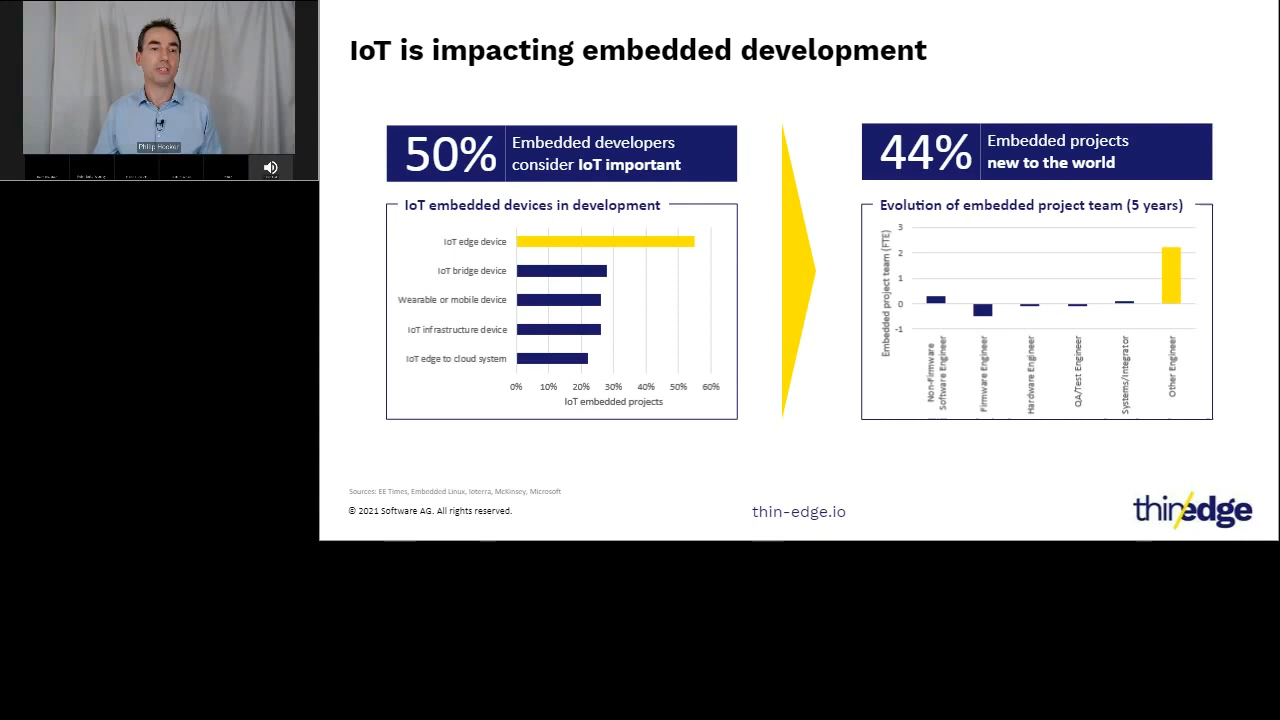 Philip Hooker
IoT is impacting embedded development
50%
Embedded developers
consider IoT important
44%
Embedded projects
new to the world
IoT embedded devices in development
IoT edge device
IoT bridge device
Wearable or mobile device
IoT infrastructure device
IoT edge to cloud system
0% 10% 20% 30% 40% 50% 60%
IoT embedded projects
Evolution of embedded project team (5 years)
Embedded project team (FTE)
3
2
1
0
-1
Non-Firmware
Software Engineer
Firmware Engineer
Hardware Engineer
QA/Test Engineer
Systems/Integrator
Other Engineer
Sources: EE Times, Embedded Linux, Ioterra, McKinsey, Microsoft
© 2021 Software AG. All rights reserved.
thin-edge.io
thin/edge